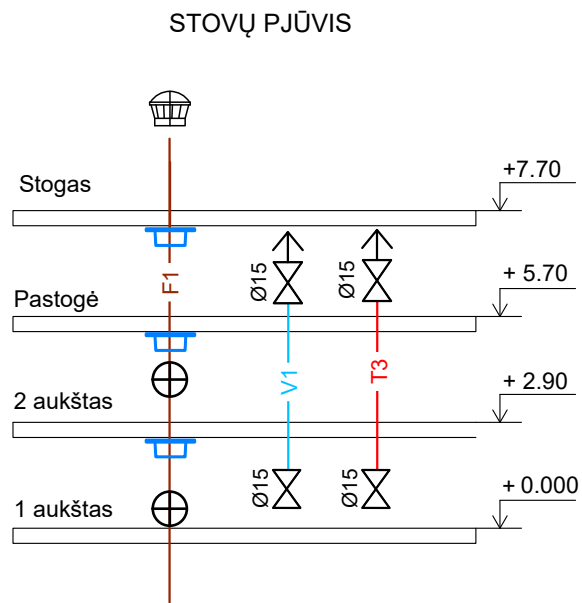 STOVŲ PJŪVIS
Stogas
+7.70
F1
Ø15
Ø15
Pastogė
+ 5.70
V1
T3
2 aukštas
+ 2.90
Ø15
Ø15
1 aukštas
+ 0.000